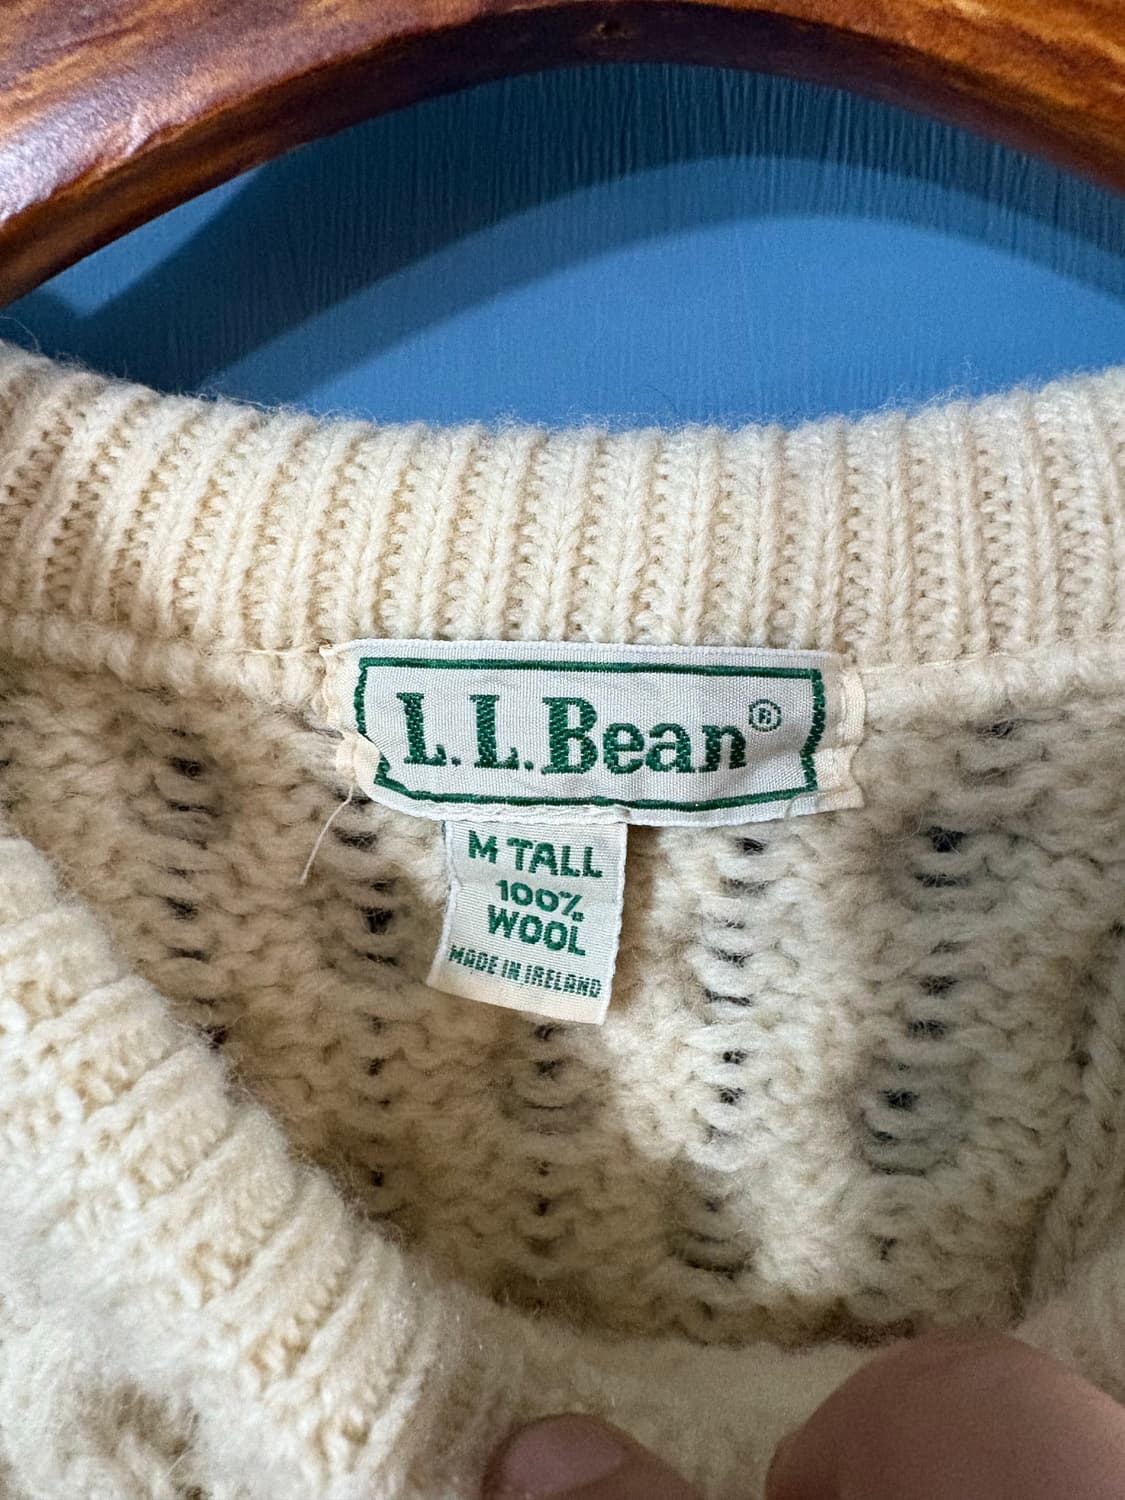 L.L.Bean®
M TALL
100%
WOOL
MADE IN IRELAND